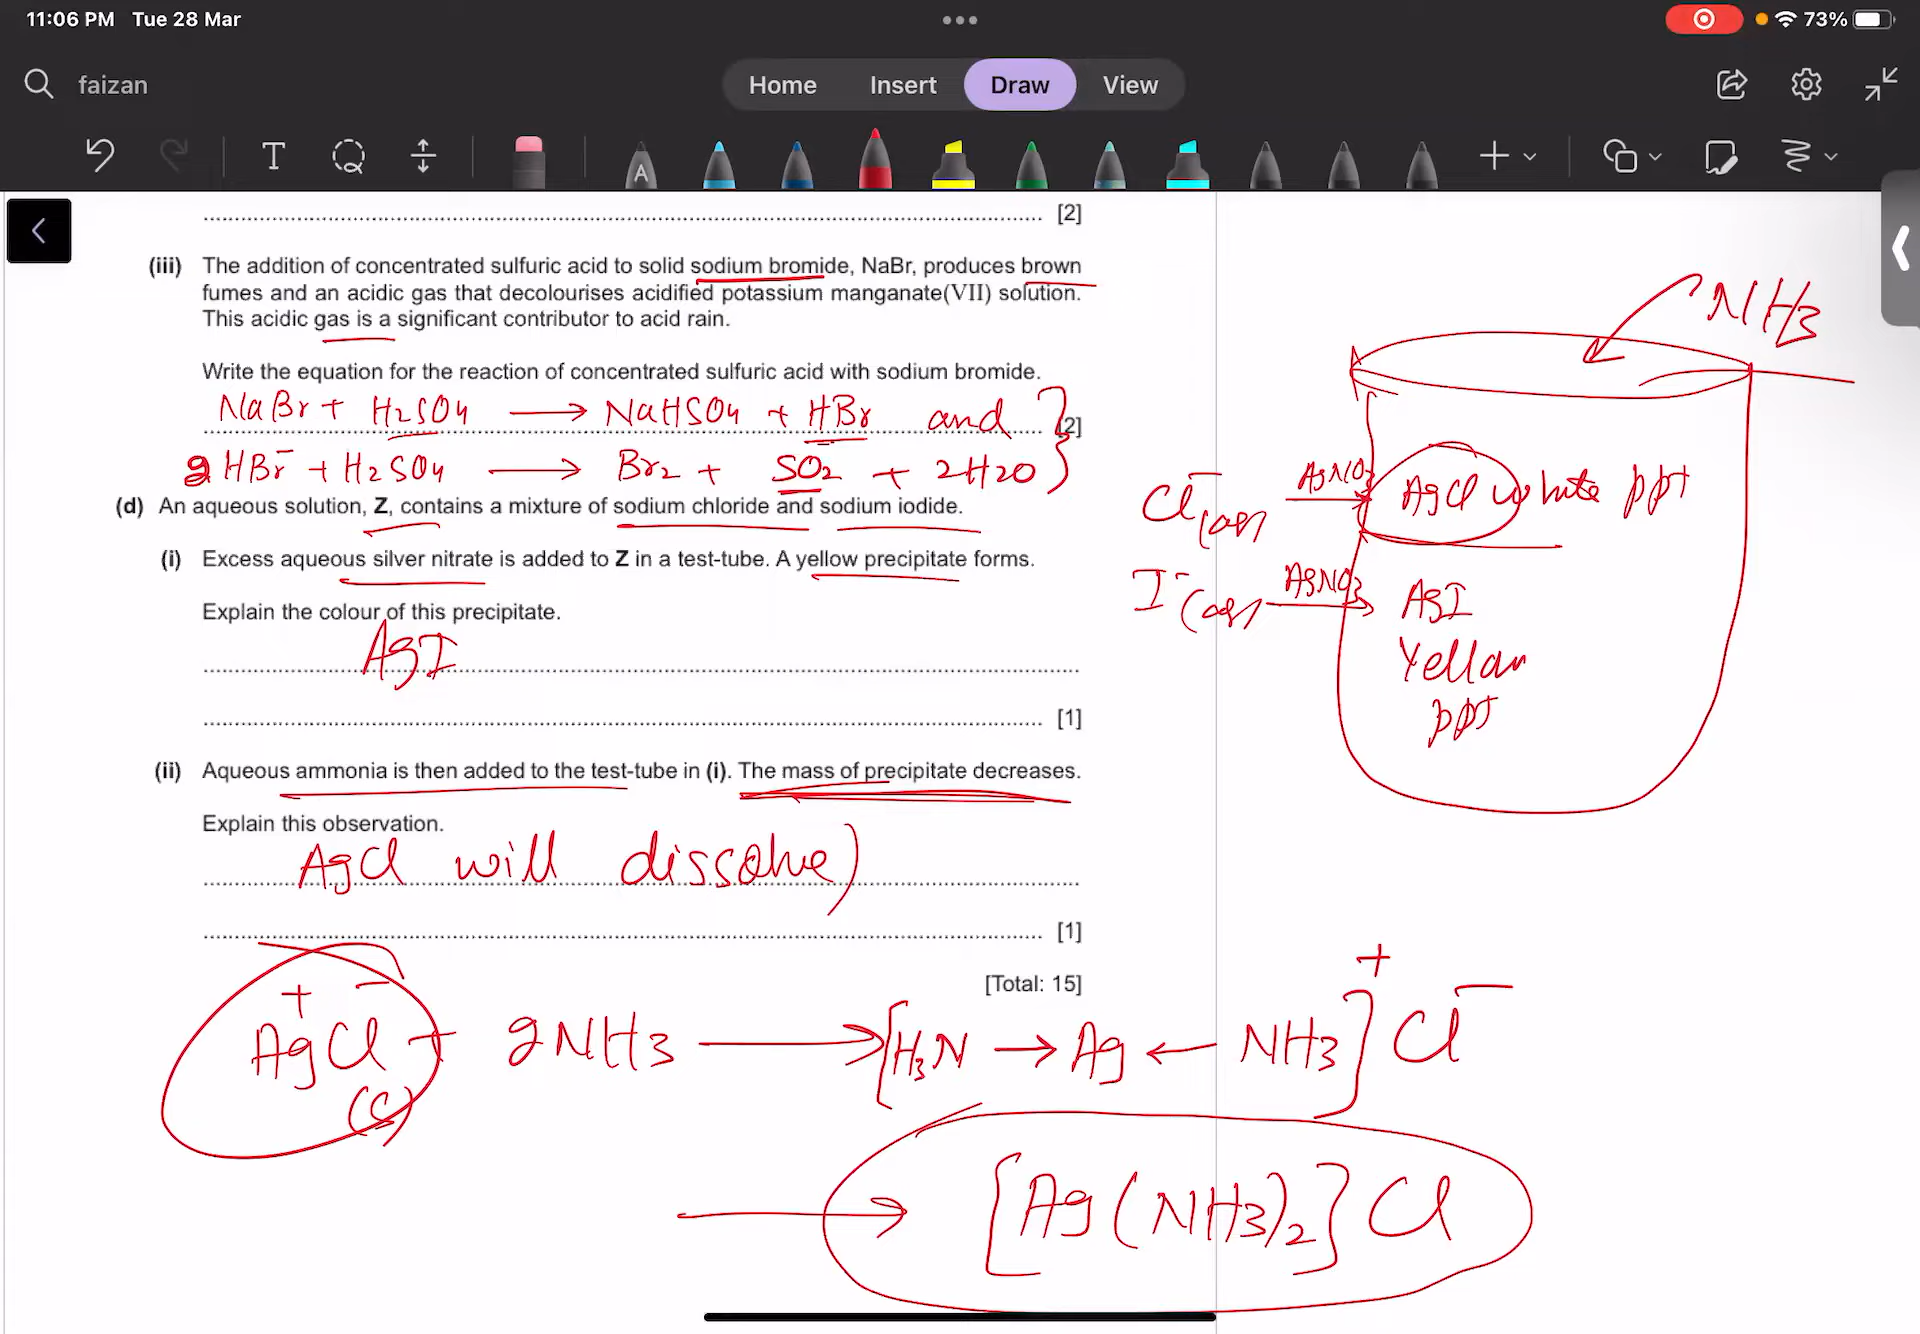 11:06 PM Tue 28 Mar
73%
faizan
Home Insert Draw View
T
A
[2]
(iii) The addition of concentrated sulfuric acid to solid sodium bromide, NaBr, produces brown
fumes and an acidic gas that decolourises acidified potassium manganate(VII) solution.
This acidic gas is a significant contributor to acid rain.
Write the equation for the reaction of concentrated sulfuric acid with sodium bromide.
NaBr + H2SO4 → NaHSO4 + HBr and }
[2]
2HBr⁻ + H2SO4 → Br2 + SO2 + 2H2O }
(d) An aqueous solution, Z, contains a mixture of sodium chloride and sodium iodide.
(i) Excess aqueous silver nitrate is added to Z in a test-tube. A yellow precipitate forms.
Explain the colour of this precipitate.
AgI
[1]
(ii) Aqueous ammonia is then added to the test-tube in (i). The mass of precipitate decreases.
Explain this observation.
AgCl will dissolve)
[1]
[Total: 15]
NH3
Cl⁻(aq) AgNO3 → AgCl white ppt
I⁻(aq) AgNO3 → AgI
Yellow
ppt
Ag⁺Cl⁻(s) + 2NH3 → [H3N → Ag ← NH3]⁺ Cl⁻
→ [Ag(NH3)2]Cl